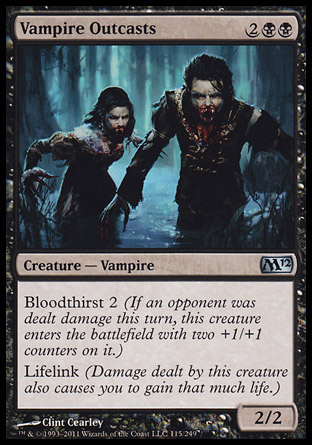 Vampire Outcasts 2
Creature — Vampire M12
Bloodthirst 2 (If an opponent was
dealt damage this turn, this creature
enters the battlefield with two +1/+1
counters on it.)
Lifelink (Damage dealt by this creature
also causes you to gain that much life.)
Clint Cearley
™ & © 1993–2011 Wizards of the Coast LLC 115/249
2/2